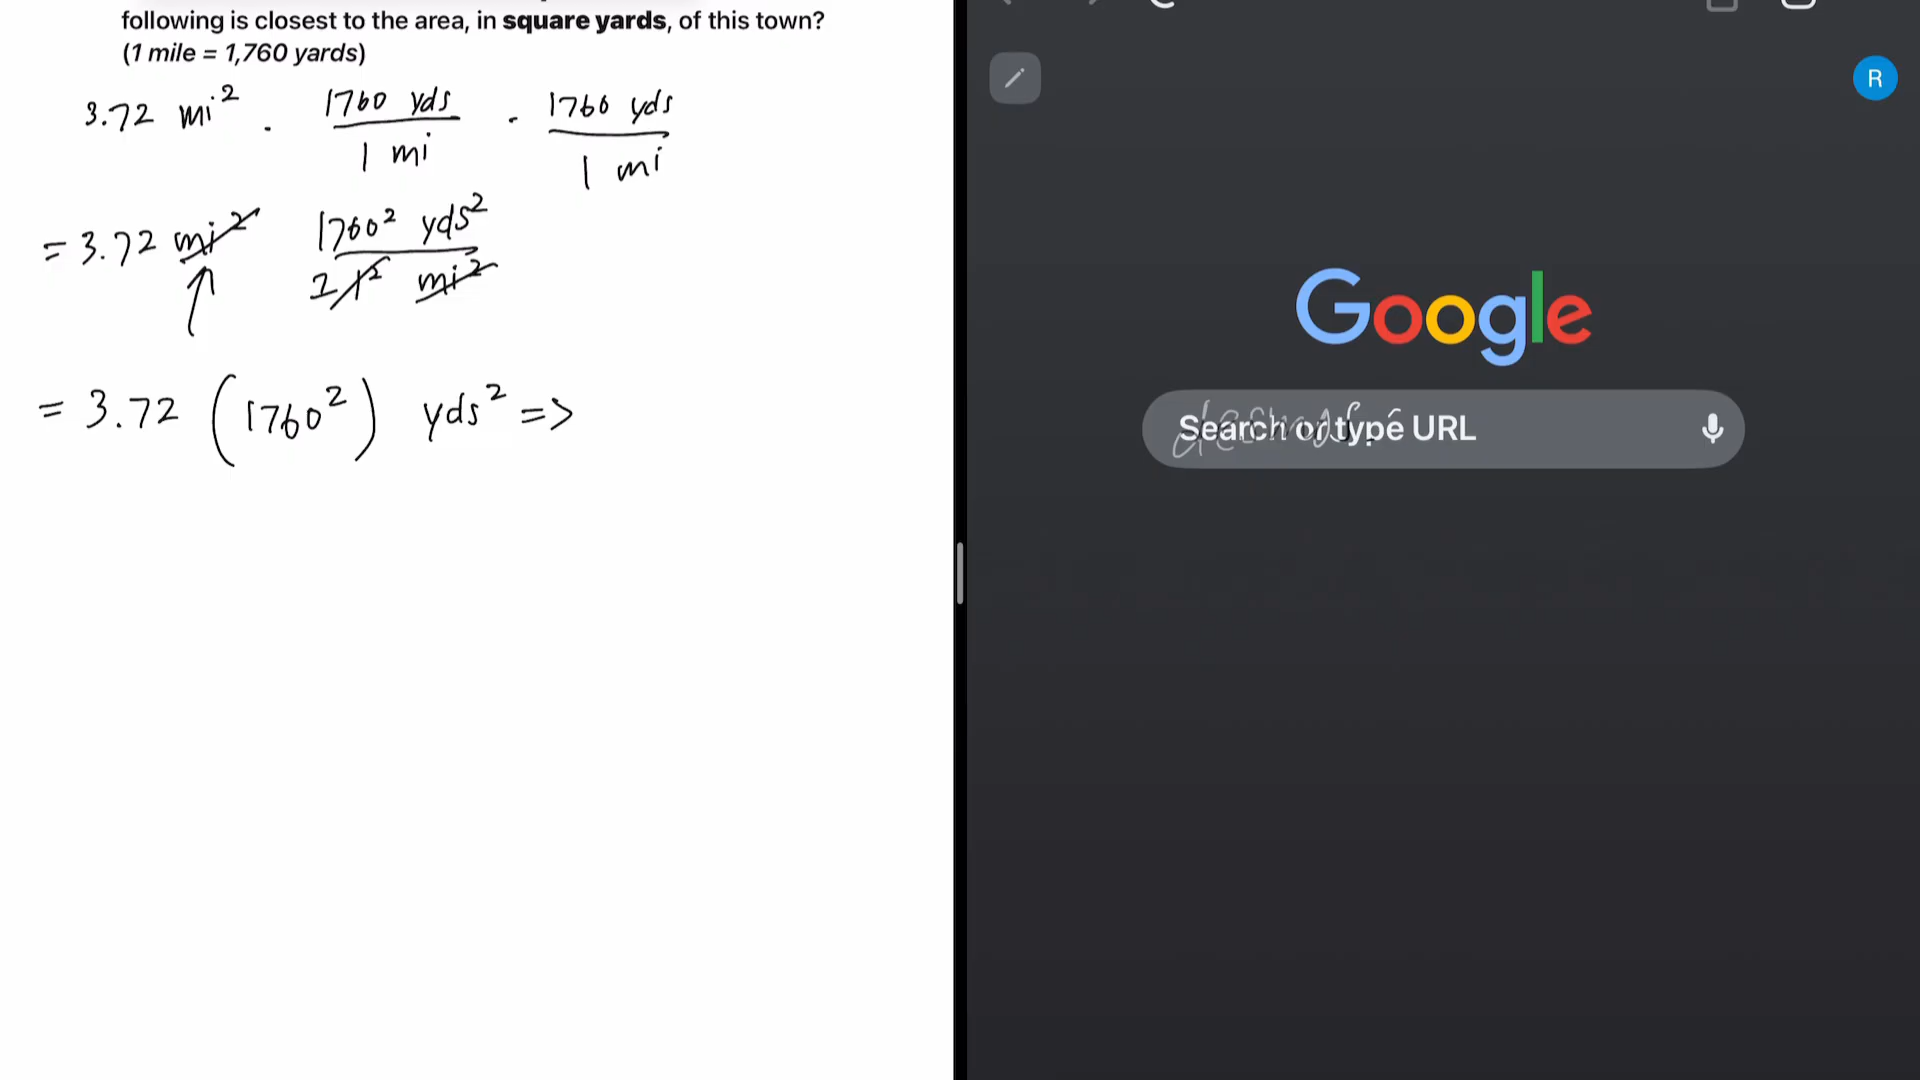 following is closest to the area, in square yards, of this town?
(1 mile = 1,760 yards)
3.72 mi² · 1760 yds / 1 mi · 1760 yds / 1 mi
= 3.72 mi² 1760² yds² / 1 1² mi²
= 3.72 (1760²) yds² =>
R
Google
Search or type URL